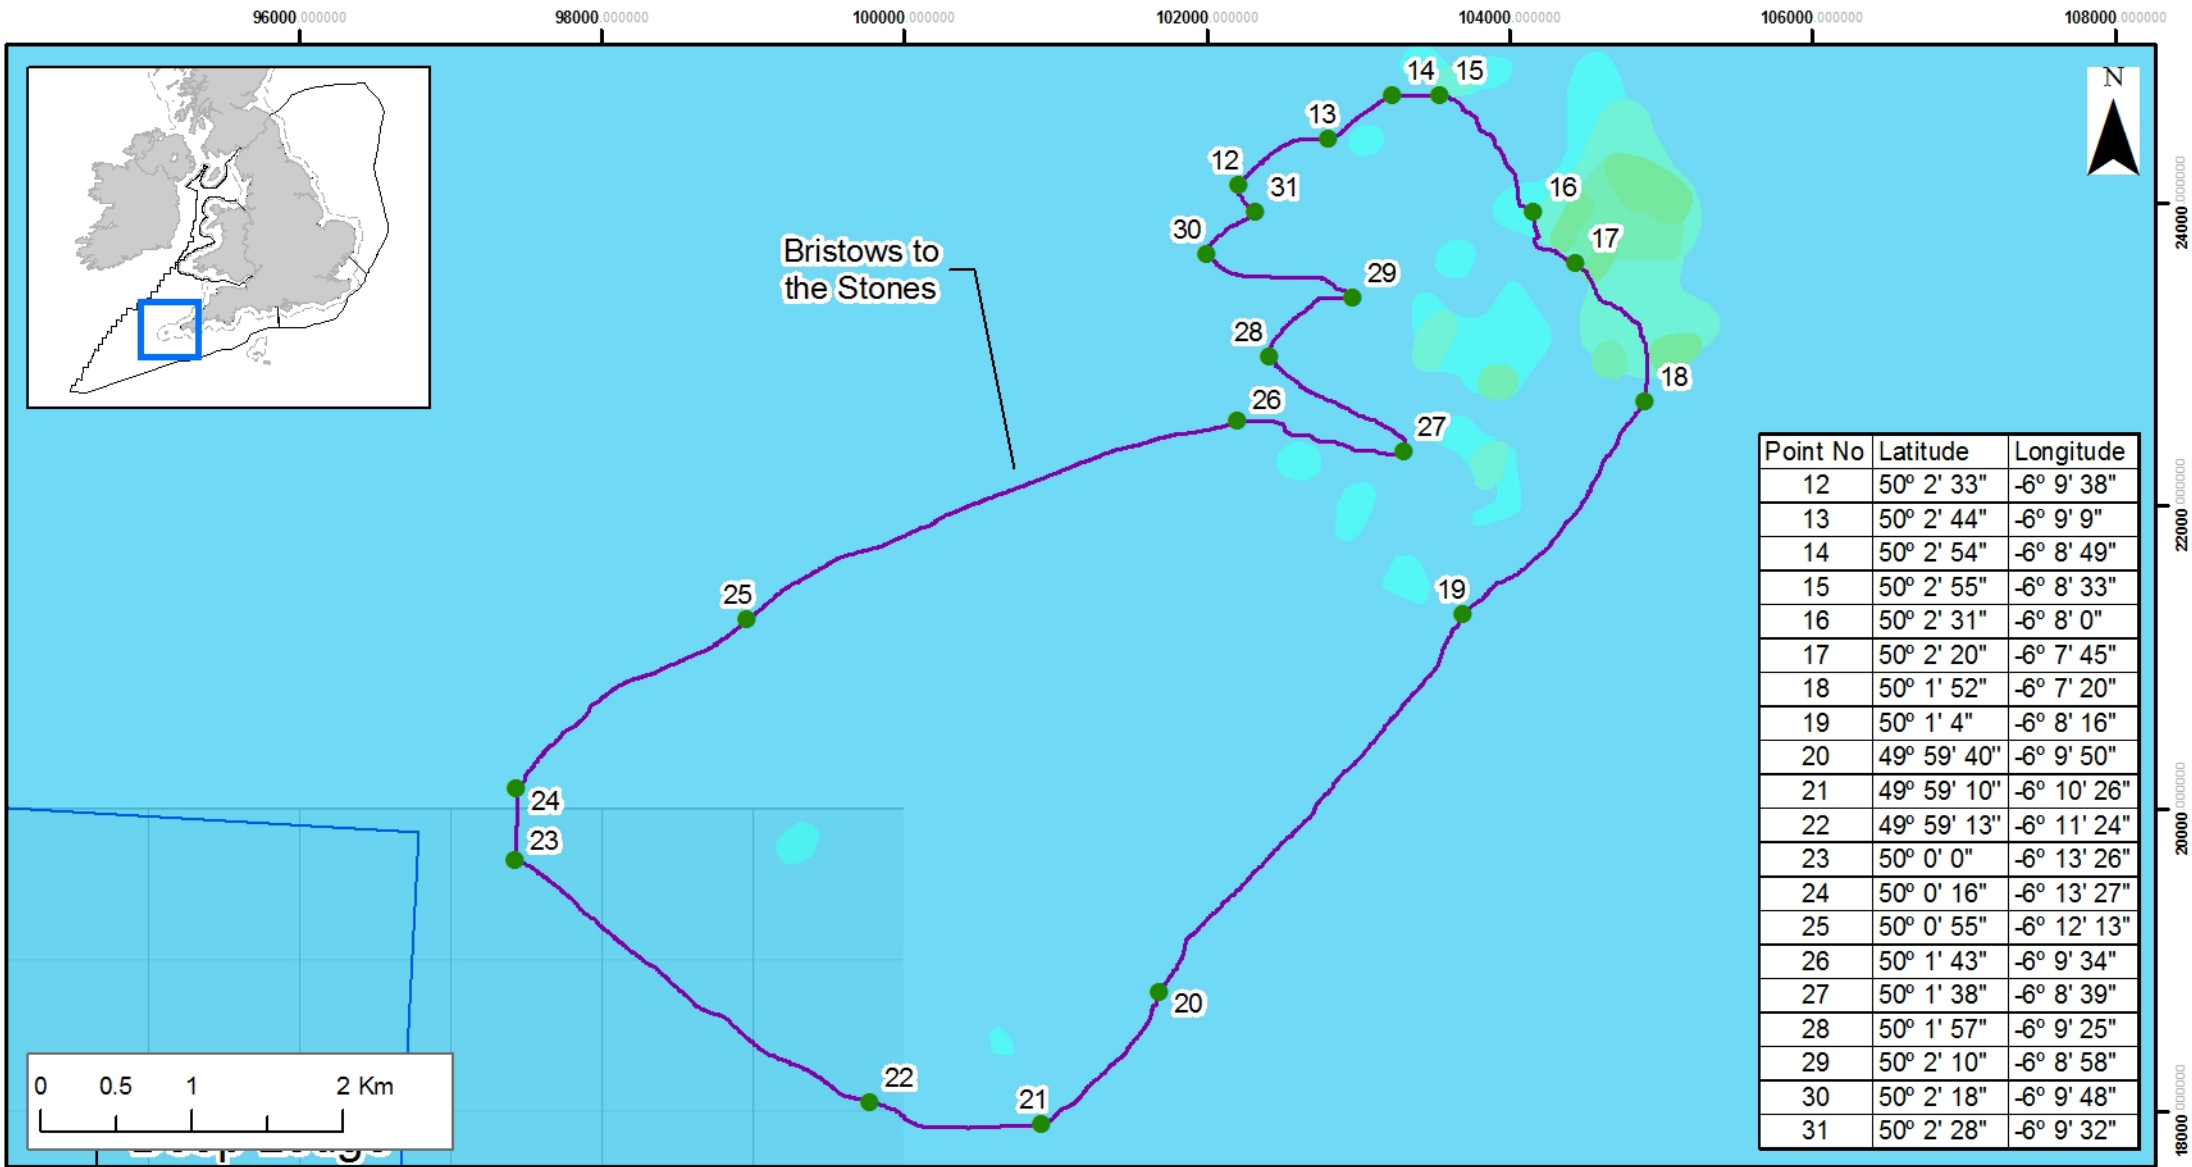 96000.000000 98000.000000 100000.000000 102000.000000 104000.000000 106000.000000 108000.000000
N
14 15
13
12
31
30
16
17
24000.000000
Bristows to
the Stones
29
28
18
26
27
22000.000000
25
19
24
23
20000.000000
20
22
21
18000.000000
Point No Latitude Longitude
12 50º 2' 33" -6º 9' 38"
13 50º 2' 44" -6º 9' 9"
14 50º 2' 54" -6º 8' 49"
15 50º 2' 55" -6º 8' 33"
16 50º 2' 31" -6º 8' 0"
17 50º 2' 20" -6º 7' 45"
18 50º 1' 52" -6º 7' 20"
19 50º 1' 4" -6º 8' 16"
20 49º 59' 40" -6º 9' 50"
21 49º 59' 10" -6º 10' 26"
22 49º 59' 13" -6º 11' 24"
23 50º 0' 0" -6º 13' 26"
24 50º 0' 16" -6º 13' 27"
25 50º 0' 55" -6º 12' 13"
26 50º 1' 43" -6º 9' 34"
27 50º 1' 38" -6º 8' 39"
28 50º 1' 57" -6º 9' 25"
29 50º 2' 10" -6º 8' 58"
30 50º 2' 18" -6º 9' 48"
31 50º 2' 28" -6º 9' 32"
0 0.5 1 2 Km